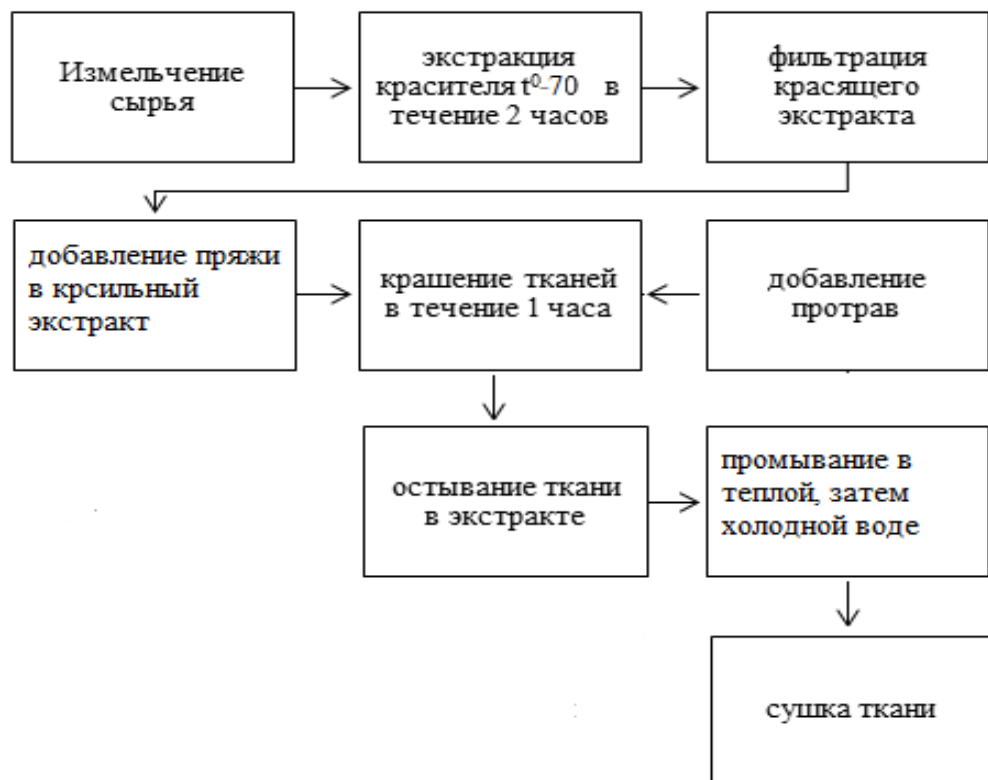 Измельчение
сырья
экстракция
красителя t⁰-70 в
течение 2 часов
фильтрация
красящего
экстракта
добавление пряжи
в крсильный
экстракт
крашение тканей
в течение 1 часа
добавление
протрав
остывание ткани
в экстракте
промывание в
теплой, затем
холодной воде
сушка ткани